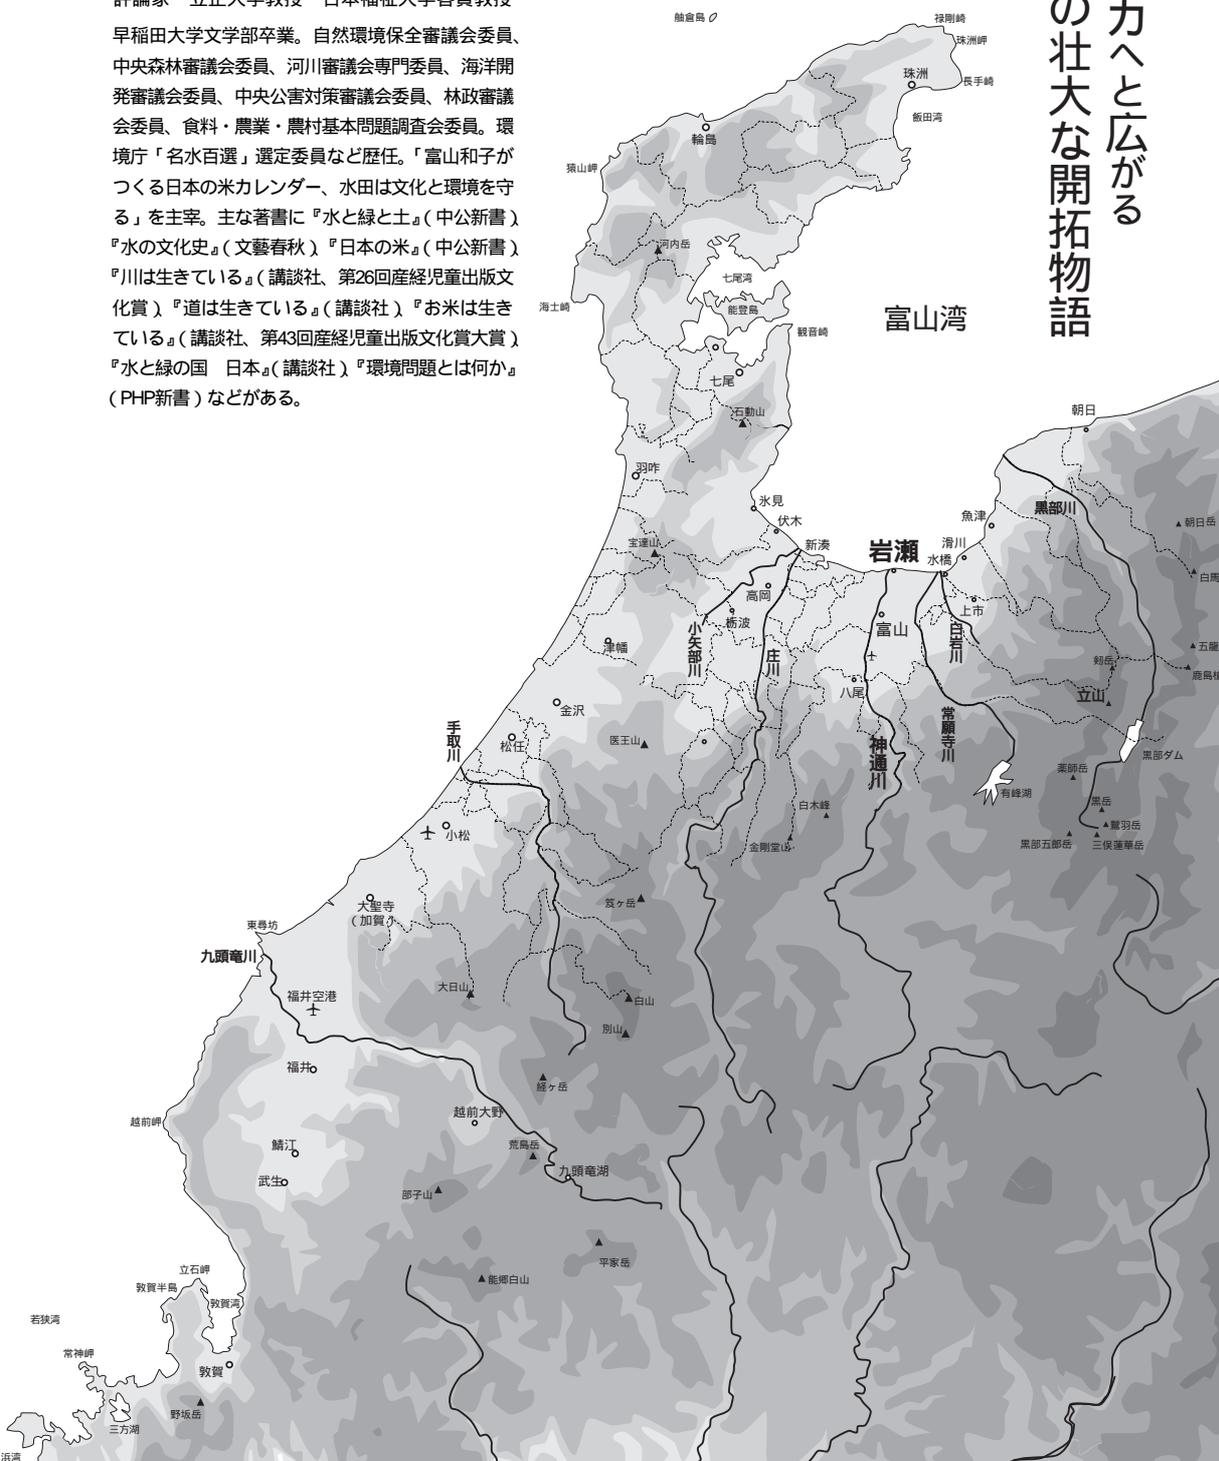 力へと広がる
の壮大な開拓物語
評論家　立正大学教授　日本福祉大学客員教授
早稲田大学文学部卒業。自然環境保全審議会委員、
中央森林審議会委員、河川審議会専門委員、海洋開
発審議会委員、中央公害対策審議会委員、林政審議
会委員、食料・農業・農村基本問題調査会委員。環
境庁「名水百選」選定委員など歴任。「富山和子が
つくる日本の米カレンダー、水田は文化と環境を守
る」を主宰。主な著書に『水と緑と土』(中公新書)、
『水の文化史』(文藝春秋)、『日本の米』(中公新書)、
『川は生きている』(講談社、第26回産経児童出版文
化賞)、『道は生きている』(講談社)、『お米は生き
ている』(講談社、第43回産経児童出版文化賞大賞)、
『水と緑の国　日本』(講談社)、『環境問題とは何か』
(PHP新書)などがある。
舳倉島
禄剛崎
珠洲岬
珠洲
長手崎
飯田湾
輪島
猿山岬
河内岳
七尾湾
能登島
海士崎
富山湾
観音崎
七尾
石動山
朝日
羽咋
氷見
黒部川
伏木
魚津
朝日岳
宝達山
新湊
岩瀬
滑川
水橋
白馬
高岡
上市
栃波
富山
小矢部川
白岩川
津幡
庄川
五龍
剱岳
鹿島槍
八尾
立山
金沢
常願寺川
手取川
松任
医王山
神通川
黒部ダム
薬師岳
有峰湖
白木峰
黒岳
小松
鷲羽岳
金剛堂山
黒部五郎岳
三俣蓮華岳
大聖寺
(加賀)
笈ヶ岳
東尋坊
九頭竜川
大日山
福井空港
白山
別山
福井
経ヶ岳
越前岬
越前大野
鯖江
荒島岳
九頭竜湖
武生
部子山
平家岳
立石岬
能郷白山
敦賀半島
敦賀湾
若狭湾
常神岬
敦賀
野坂岳
三方湖
浜湾